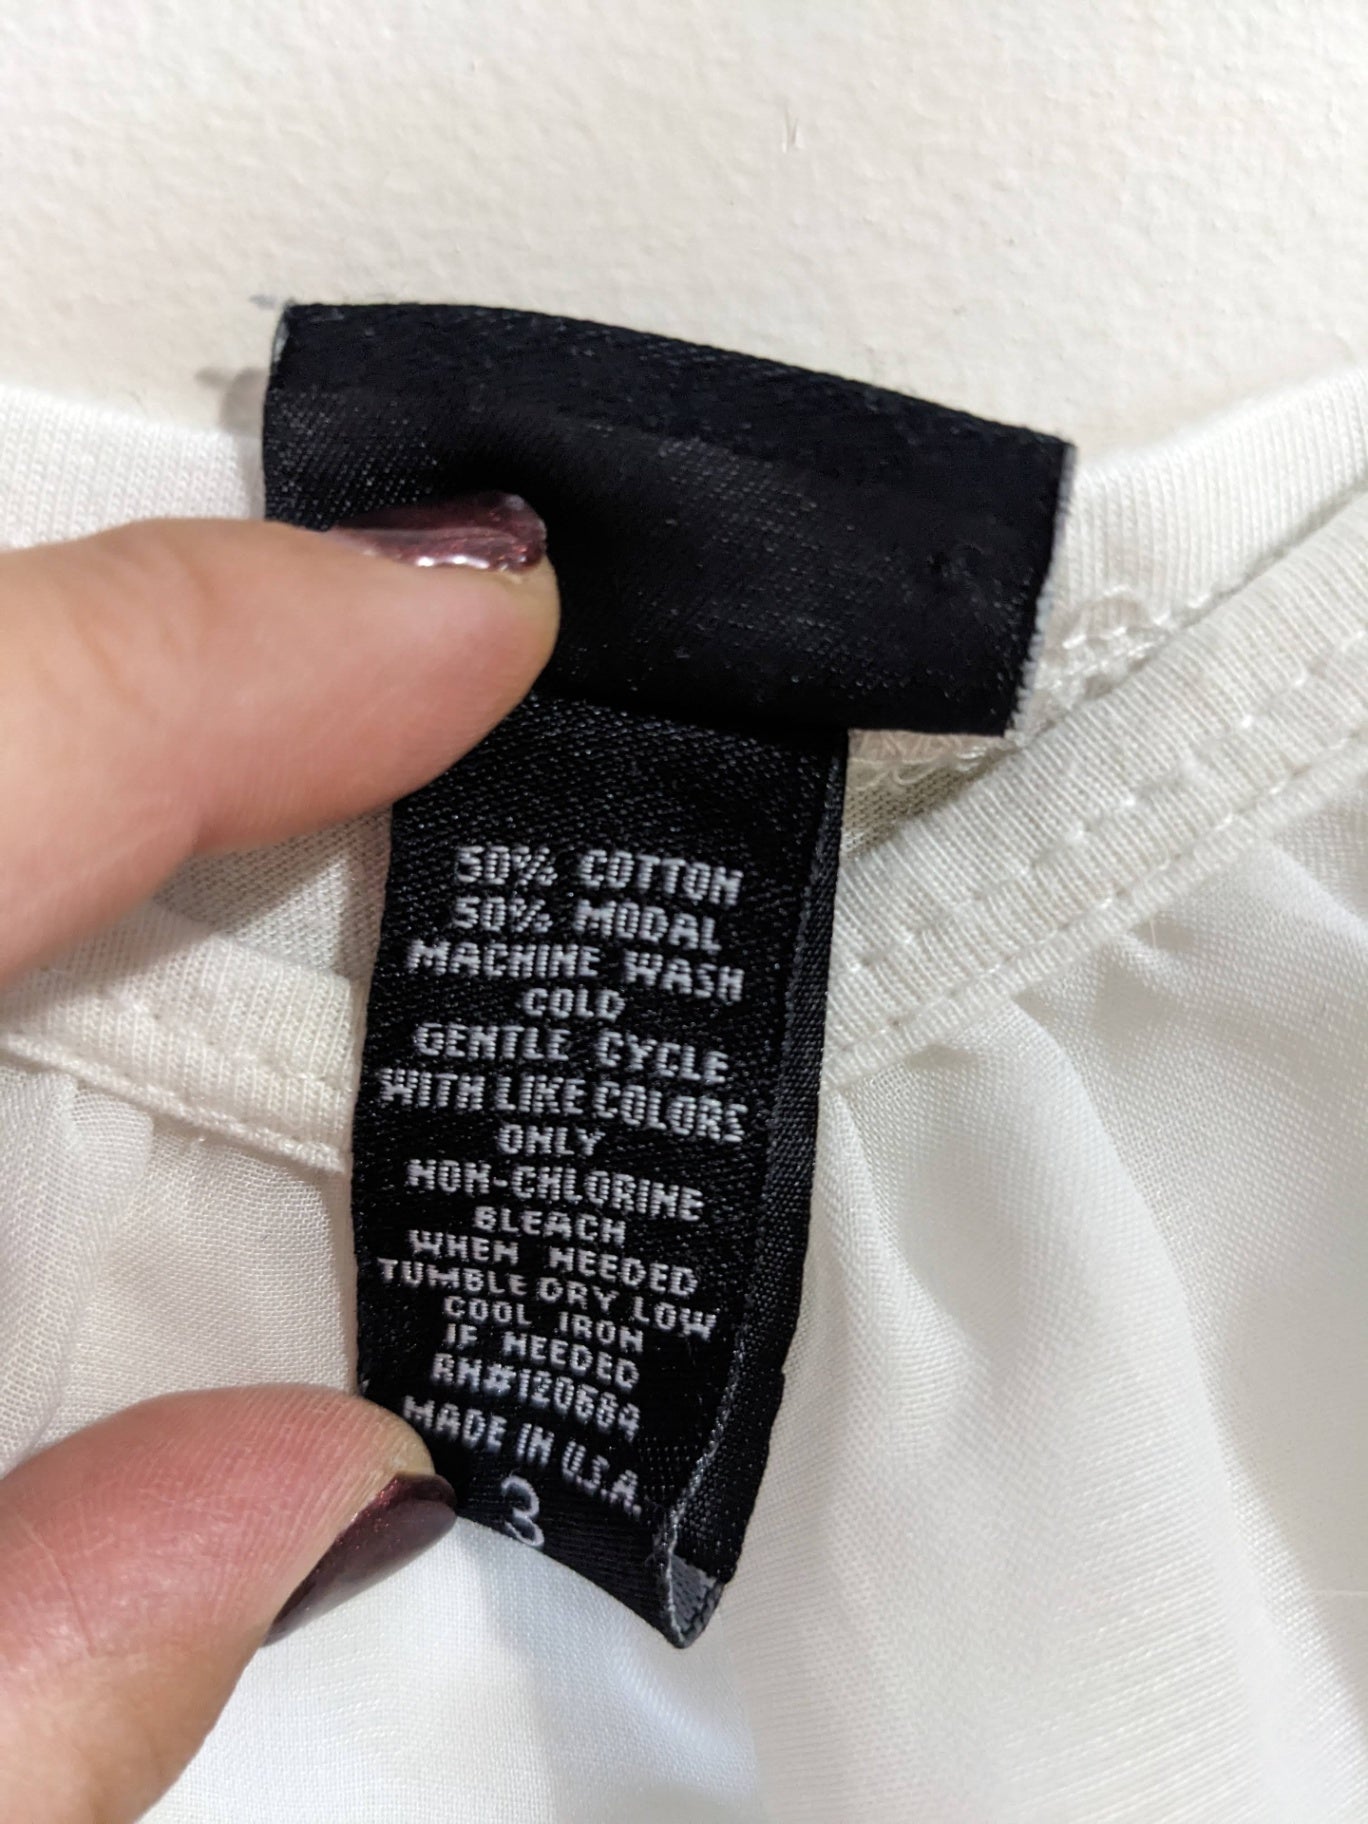 50% COTTON
50% MODAL
MACHINE WASH
COLD
GENTLE CYCLE
WITH LIKE COLORS
ONLY
NON-CHLORINE
BLEACH
WHEN NEEDED
TUMBLE DRY LOW
COOL IRON
IF NEEDED
RN#120684
MADE IN U.S.A.
3